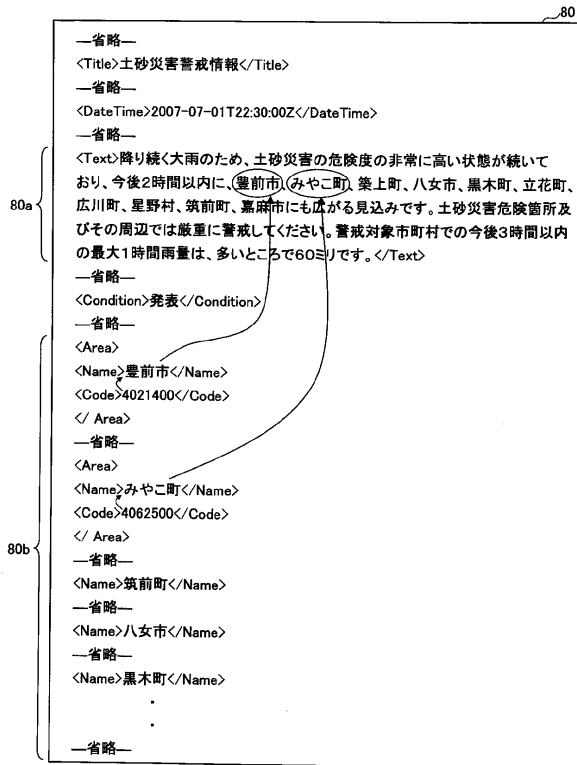 80
―省略―
<Title>土砂災害警戒情報</Title>
―省略―
<DateTime>2007-07-01T22:30:00Z</DateTime>
―省略―
80a
<Text>降り続く大雨のため、土砂災害の危険度の非常に高い状態が続いて
おり、今後2時間以内に、豊前市、みやこ町、築上町、八女市、黒木町、立花町、
広川町、星野村、筑前町、嘉麻市にも広がる見込みです。土砂災害危険箇所及
びその周辺では厳重に警戒してください。警戒対象市町村での今後3時間以内
の最大1時間雨量は、多いところで60ミリです。</Text>
―省略―
<Condition>発表</Condition>
―省略―
80b
<Area>
<Name>豊前市</Name>
<Code>4021400</Code>
</ Area>
―省略―
<Area>
<Name>みやこ町</Name>
<Code>4062500</Code>
</ Area>
―省略―
<Name>筑前町</Name>
―省略―
<Name>八女市</Name>
―省略―
<Name>黒木町</Name>
・
・
―省略―